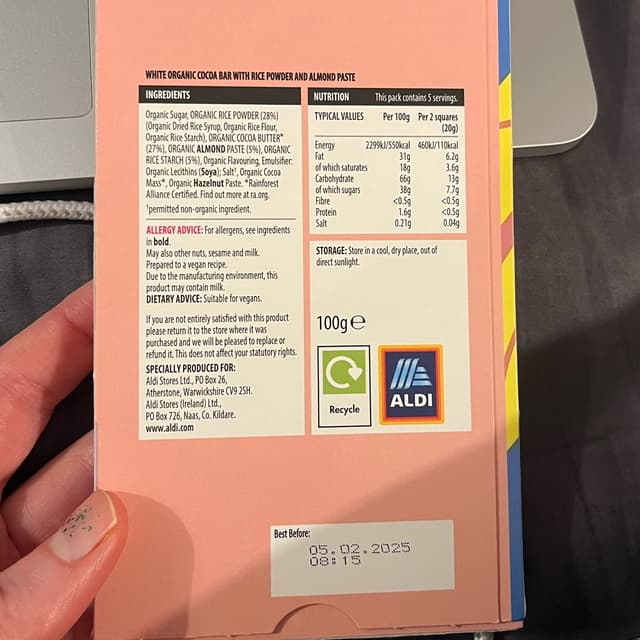 WHITE ORGANIC COCOA BAR WITH RICE POWDER AND ALMOND PASTE
INGREDIENTS
Organic Sugar, ORGANIC RICE POWDER (28%)
(Organic Dried Rice Syrup, Organic Rice Flour,
Organic Rice Starch), ORGANIC COCOA BUTTER*
(27%), ORGANIC ALMOND PASTE (5%), ORGANIC
RICE STARCH (5%), Organic Flavouring, Emulsifier:
Organic Lecithins (Soya); Salt†, Organic Cocoa
Mass*, Organic Hazelnut Paste. *Rainforest
Alliance Certified. Find out more at ra.org.
†permitted non-organic ingredient.
ALLERGY ADVICE: For allergens, see ingredients
in bold.
May also other nuts, sesame and milk.
Prepared to a vegan recipe.
Due to the manufacturing environment, this
product may contain milk.
DIETARY ADVICE: Suitable for vegans.
If you are not entirely satisfied with this product
please return it to the store where it was
purchased and we will be pleased to replace or
refund it. This does not affect your statutory rights.
SPECIALLY PRODUCED FOR:
Aldi Stores Ltd., PO Box 26,
Atherstone, Warwickshire CV9 2SH.
Aldi Stores (Ireland) Ltd.,
PO Box 726, Naas, Co. Kildare.
www.aldi.com
NUTRITION This pack contains 5 servings.
TYPICAL VALUES Per 100g Per 2 squares
(20g)
Energy 2299kJ/550kcal 460kJ/110kcal
Fat 31g 6.2g
of which saturates 18g 3.6g
Carbohydrate 66g 13g
of which sugars 38g 7.7g
Fibre <0.5g <0.5g
Protein 1.6g <0.5g
Salt 0.21g 0.04g
STORAGE: Store in a cool, dry place, out of
direct sunlight.
100g ℮
Recycle
ALDI
Best Before:
05.02.2025
08:15